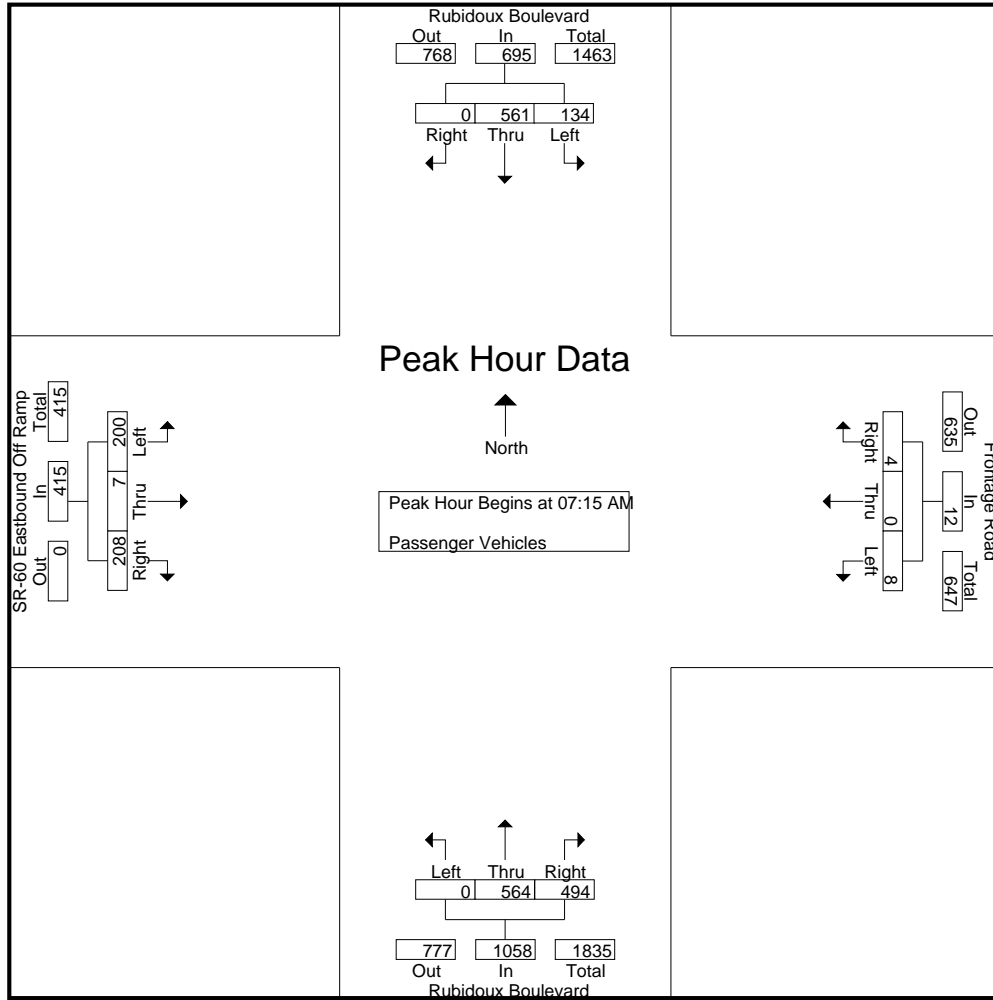 Rubidoux Boulevard
Out In Total
768 695 1463
0 561 134
Right Thru Left
Peak Hour Data
North
Peak Hour Begins at 07:15 AM
Passenger Vehicles
SR-60 Eastbound Off Ramp
Out In Total
0 415 415
208 7 200
Right Thru Left
Frontage Road
Out In Total
635 12 647
4 0 8
Right Thru Left
Left Thru Right
0 564 494
777 1058 1835
Out In Total
Rubidoux Boulevard